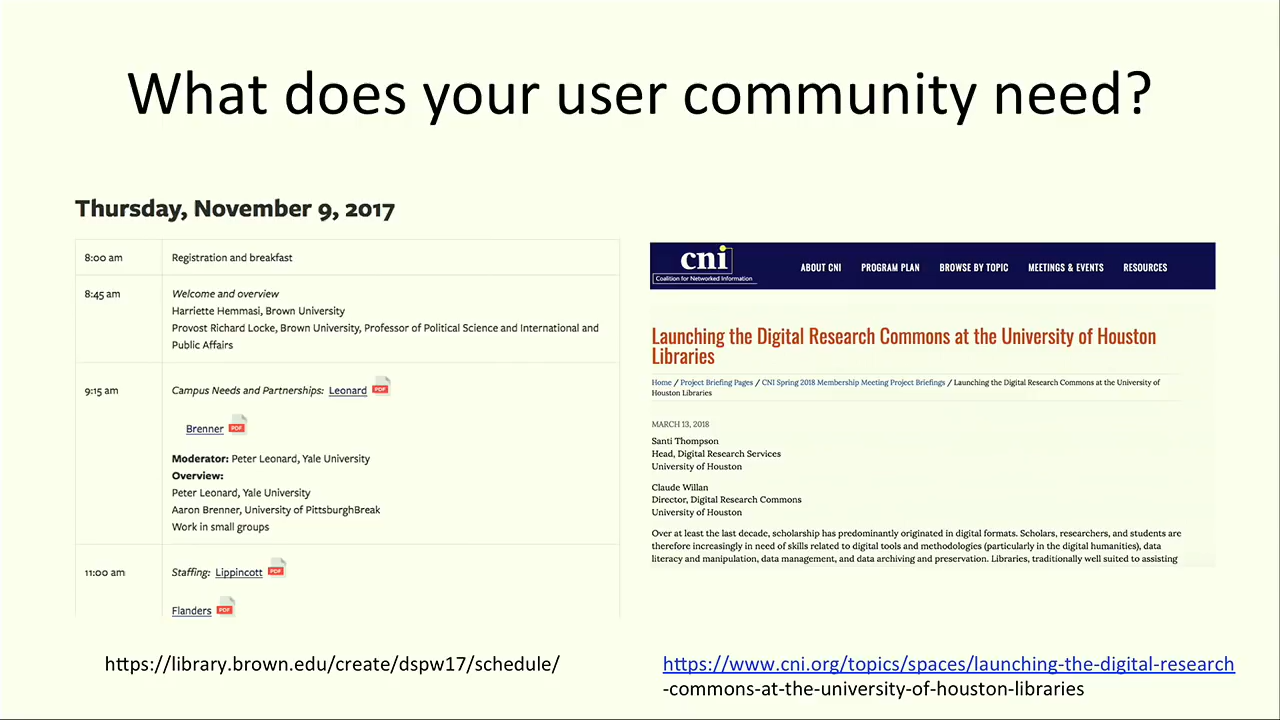 What does your user community need?
Thursday, November 9, 2017
8:00 am
Registration and breakfast
8:45 am
Welcome and overview
Harriette Hemmasi, Brown University
Provost Richard Locke, Brown University, Professor of Political Science and International and
Public Affairs
9:15 am
Campus Needs and Partnerships: Leonard PDF
Brenner PDF
Moderator: Peter Leonard, Yale University
Overview:
Peter Leonard, Yale University
Aaron Brenner, University of PittsburghBreak
Work in small groups
11:00 am
Staffing: Lippincott PDF
Flanders PDF
https://library.brown.edu/create/dspw17/schedule/
cni
Coalition for Networked Information
ABOUT CNI PROGRAM PLAN BROWSE BY TOPIC MEETINGS & EVENTS RESOURCES
Launching the Digital Research Commons at the University of Houston
Libraries
Home / Project Briefing Pages / CNI Spring 2018 Membership Meeting Project Briefings / Launching the Digital Research Commons at the University of
Houston Libraries
MARCH 13, 2018
Santi Thompson
Head, Digital Research Services
University of Houston
Claude Willan
Director, Digital Research Commons
University of Houston
Over at least the last decade, scholarship has predominantly originated in digital formats. Scholars, researchers, and students are
therefore increasingly in need of skills related to digital tools and methodologies (particularly in the digital humanities), data
literacy and manipulation, data management, and data archiving and preservation. Libraries, traditionally well suited to assisting
https://www.cni.org/topics/spaces/launching-the-digital-research
-commons-at-the-university-of-houston-libraries